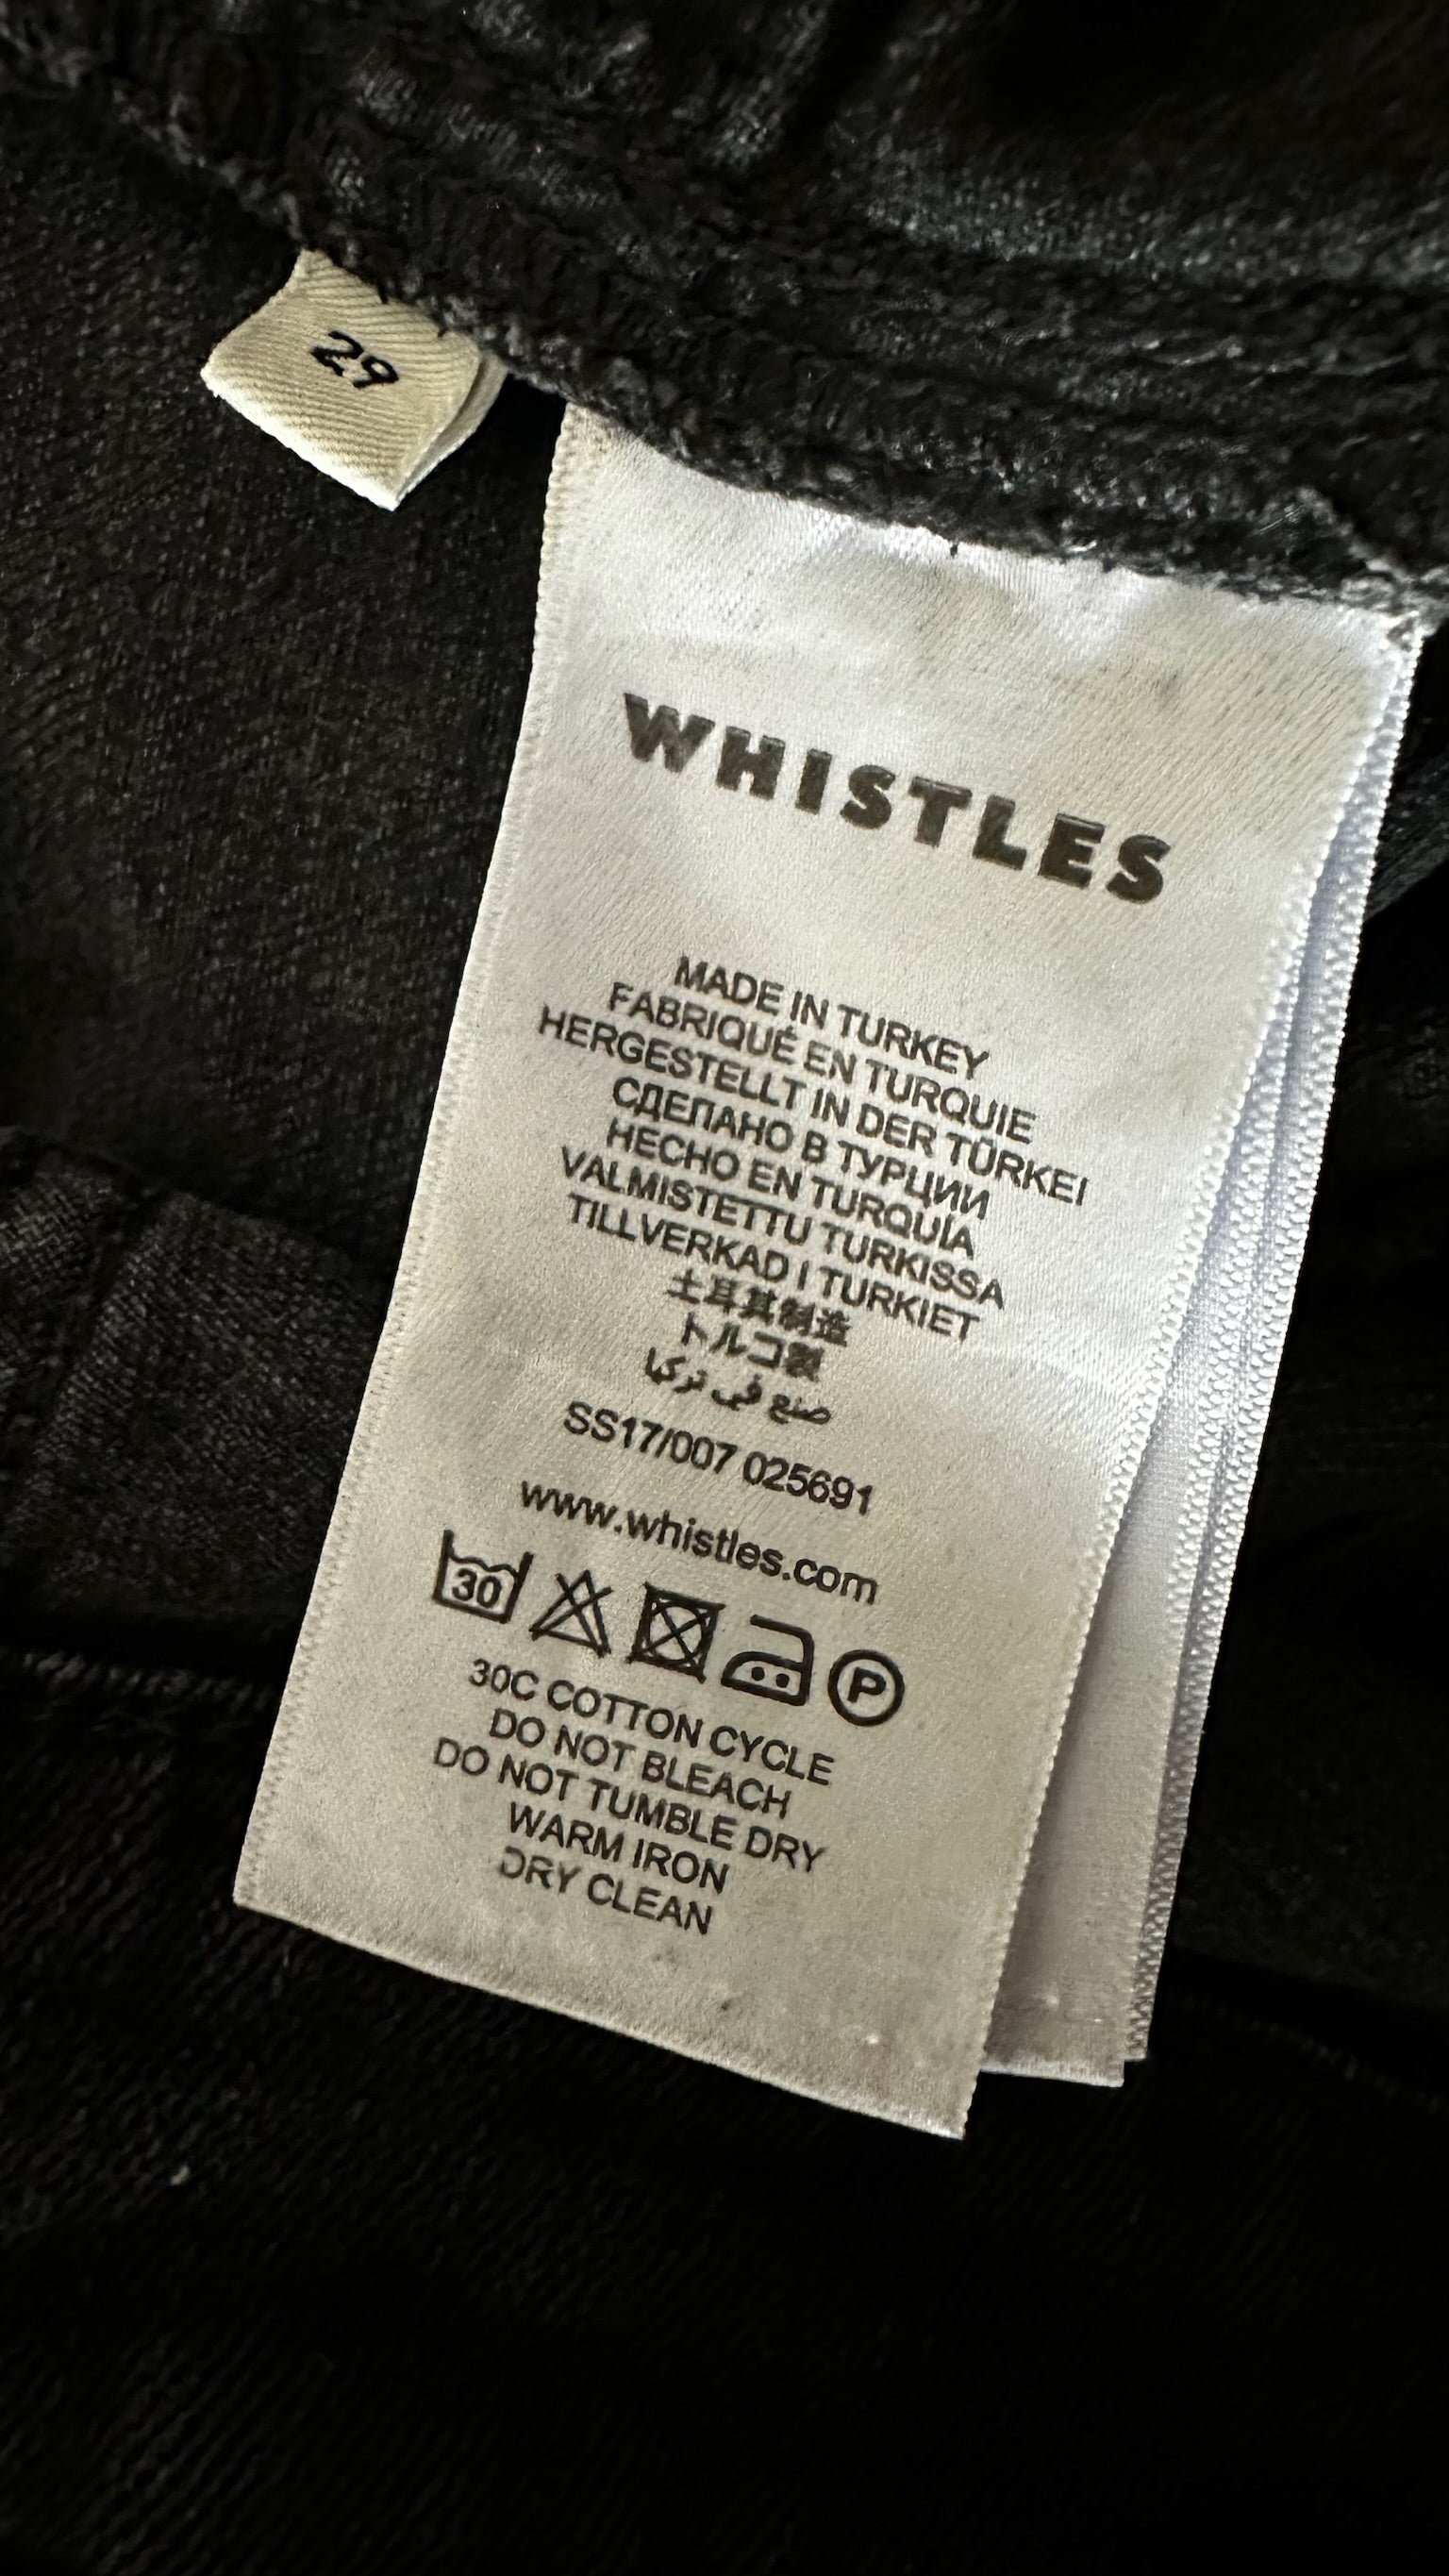 29
WHISTLES
MADE IN TURKEY
FABRIQUÉ EN TURQUIE
HERGESTELLT IN DER TÜRKEI
СДЕЛАНО В ТУРЦИИ
HECHO EN TURQUÍA
VALMISTETTU TURKISSA
TILLVERKAD I TURKIET
土耳其制造
トルコ製
صنع في تركيا
SS17/007 025691
www.whistles.com
30 P
30C COTTON CYCLE
DO NOT BLEACH
DO NOT TUMBLE DRY
WARM IRON
DRY CLEAN